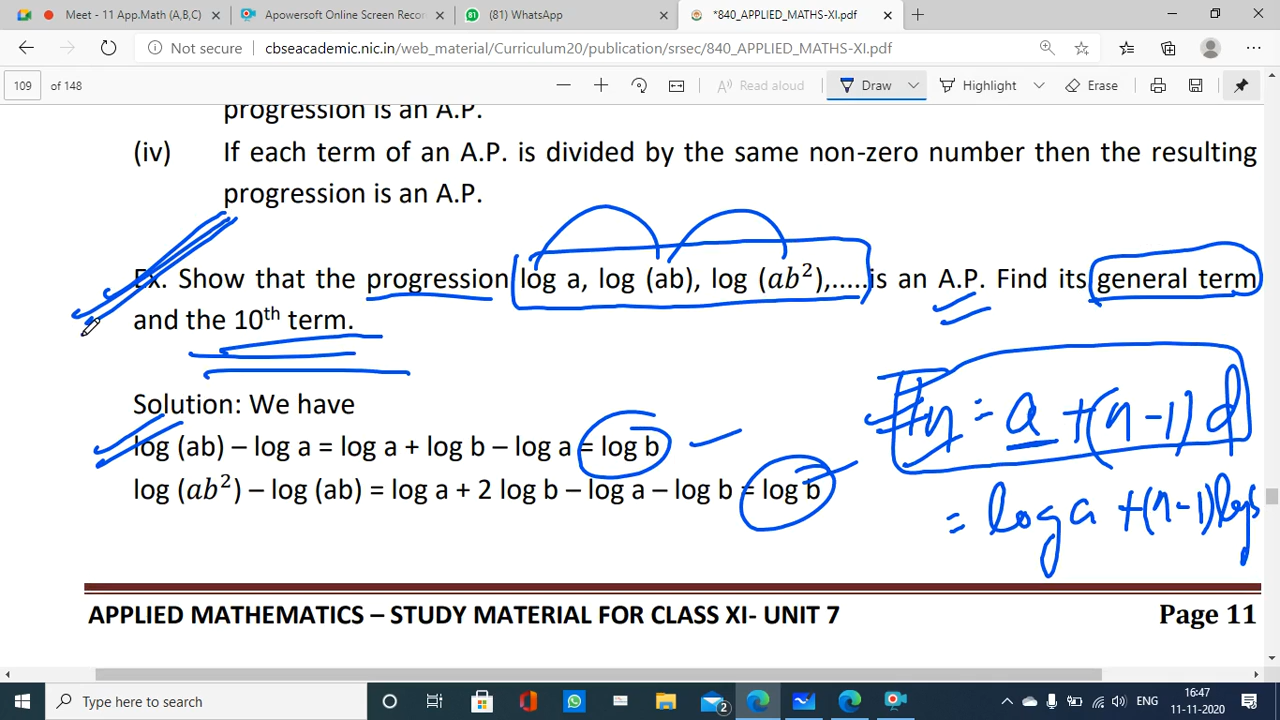 Meet - 11 App.Math (A,B,C)
Apowersoft Online Screen Recor
(81) WhatsApp
*840_APPLIED_MATHS-XI.pdf
Not secure
cbseacademic.nic.in/web_material/Curriculum20/publication/srsec/840_APPLIED_MATHS-XI.pdf
109 of 148
Read aloud
Draw
Highlight
Erase
progression is an A.P.
(iv) If each term of an A.P. is divided by the same non-zero number then the resulting
progression is an A.P.
Ex. Show that the progression log a, log (ab), log (𝑎𝑏²),..... is an A.P. Find its general term
and the 10ᵗʰ term.
Solution: We have
tn = a + (n-1) d
log (ab) – log a = log a + log b – log a = log b
log (𝑎𝑏²) – log (ab) = log a + 2 log b – log a – log b = log b
= log a + (n-1) log b
APPLIED MATHEMATICS – STUDY MATERIAL FOR CLASS XI- UNIT 7 Page 11
Type here to search
2
ENG
16:47
11-11-2020